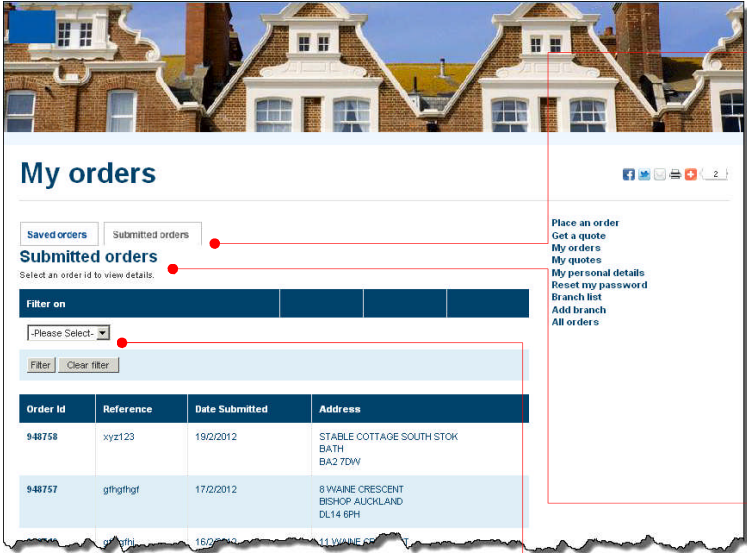 My orders
2
Saved orders
Submitted orders
Submitted orders
Select an order id to view details.
Filter on
-Please Select-
Filter
Clear filter
Order Id Reference Date Submitted Address
948758 xyz123 19/2/2012 STABLE COTTAGE SOUTH STOK
BATH
BA2 7DW
948757 gfhgfhgf 17/2/2012 8 WAINE CRESCENT
BISHOP AUCKLAND
DL14 6PH
Place an order
Get a quote
My orders
My quotes
My personal details
Reset my password
Branch list
Add branch
All orders